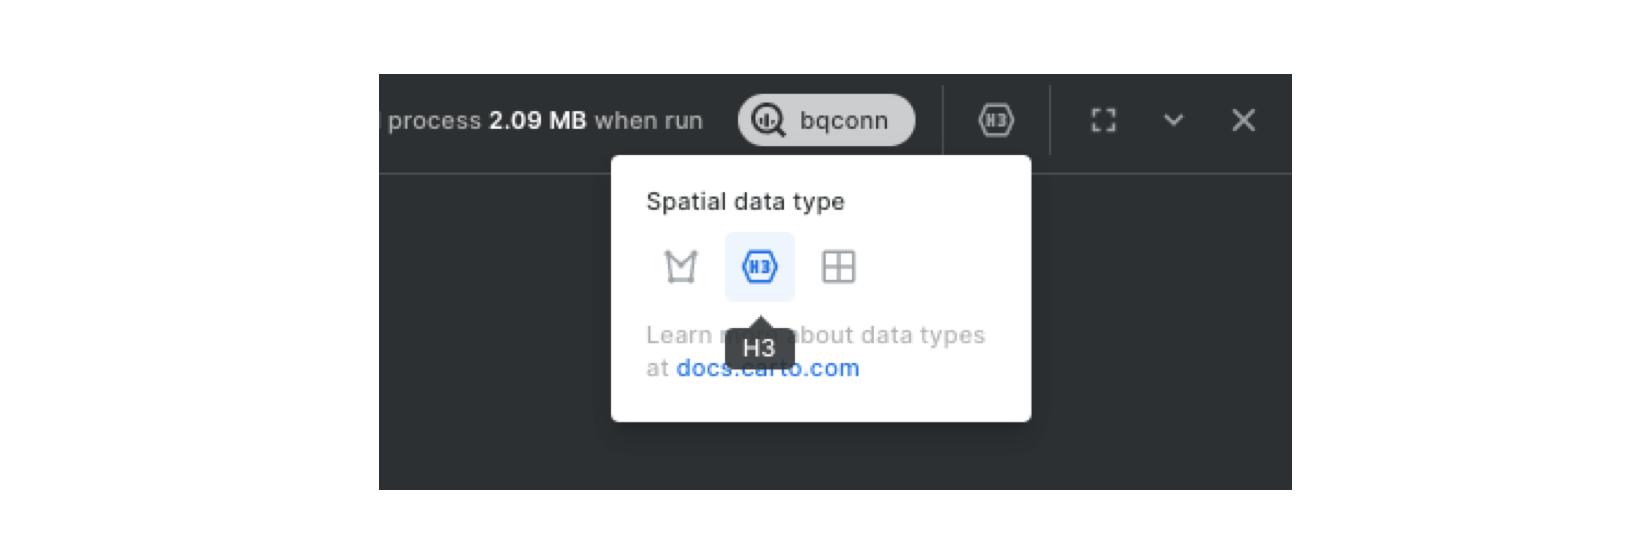 process 2.09 MB when run
bqconn
H3
Spatial data type
H3
Learn about data types
H3
at docs.carto.com